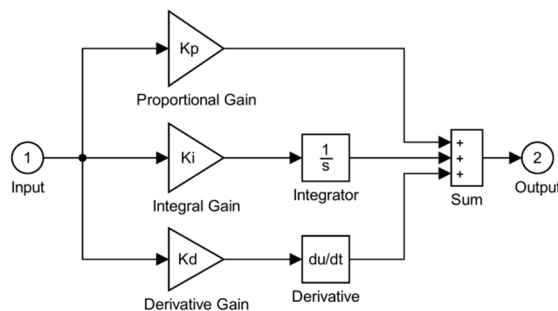 Kp
Proportional Gain
1
Input
Ki
Integral Gain
1
s
Integrator
+
+
+
Sum
2
Output
Kd
Derivative Gain
du/dt
Derivative